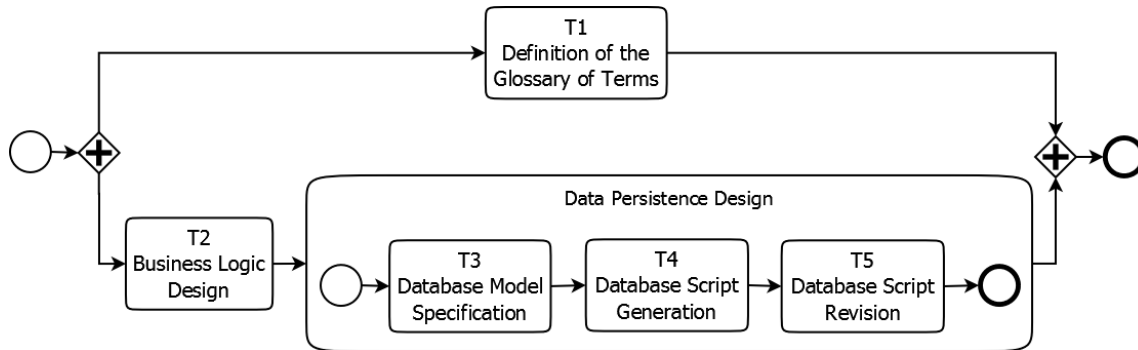 T1
Definition of the
Glossary of Terms
Data Persistence Design
T2
Business Logic
Design
T3
Database Model
Specification
T4
Database Script
Generation
T5
Database Script
Revision